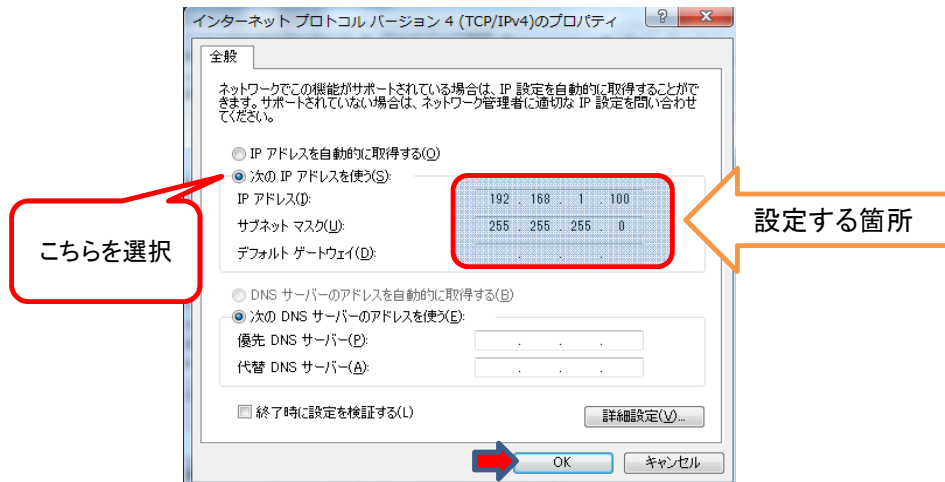 インターネット プロトコル バージョン 4 (TCP/IPv4)のプロパティ
全般
ネットワークでこの機能がサポートされている場合は、IP 設定を自動的に取得することがで
きます。サポートされていない場合は、ネットワーク管理者に適切な IP 設定を問い合わせ
てください。
IP アドレスを自動的に取得する(O)
次の IP アドレスを使う(S):
IP アドレス(I):
192 . 168 . 1 . 100
サブネット マスク(U):
255 . 255 . 255 . 0
デフォルト ゲートウェイ(D):
. . .
こちらを選択
設定する箇所
DNS サーバーのアドレスを自動的に取得する(B)
次の DNS サーバーのアドレスを使う(E):
優先 DNS サーバー(P):
. . .
代替 DNS サーバー(A):
. . .
終了時に設定を検証する(L)
詳細設定(V)...
OK
キャンセル